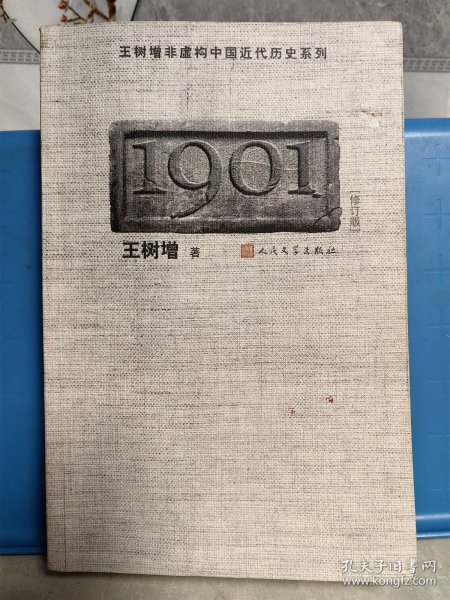 王树增非虚构中国近代历史系列
1901
[修订版]
王树增 著
人民文学出版社
孔夫子旧书网
www.kongfz.com